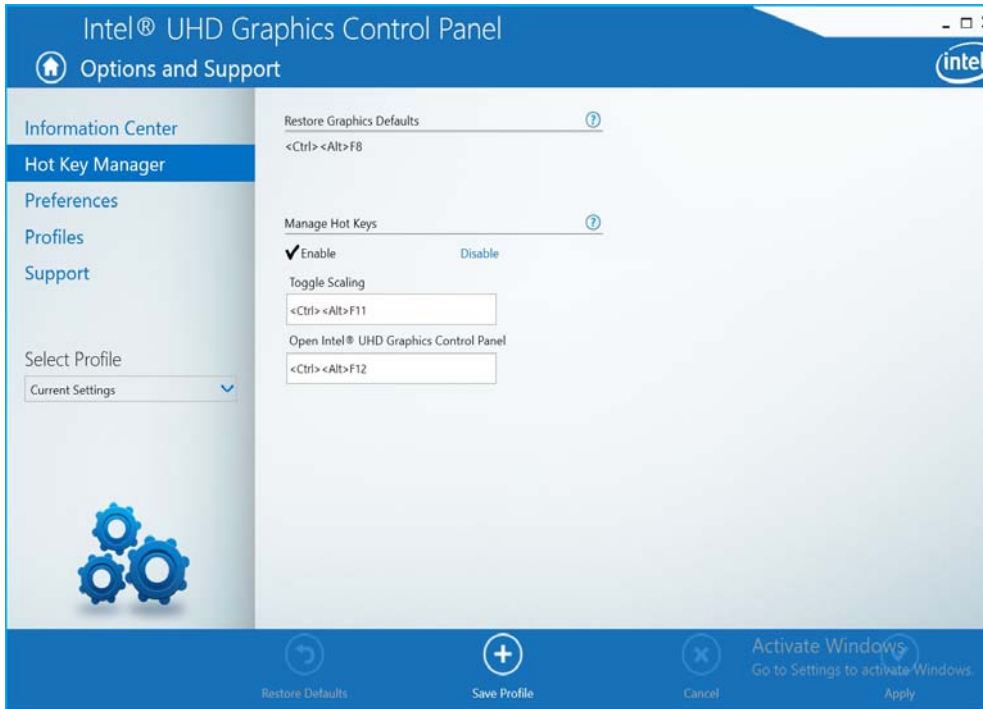 Intel® UHD Graphics Control Panel
Options and Support
intel
Information Center
Hot Key Manager
Preferences
Profiles
Support
Select Profile
Current Settings
Restore Graphics Defaults
?
<Ctrl><Alt>F8
Manage Hot Keys
?
Enable
Disable
Toggle Scaling
<Ctrl><Alt>F11
Open Intel® UHD Graphics Control Panel
<Ctrl><Alt>F12
Restore Defaults
Save Profile
Cancel
Apply
Activate Windows
Go to Settings to activate Windows.